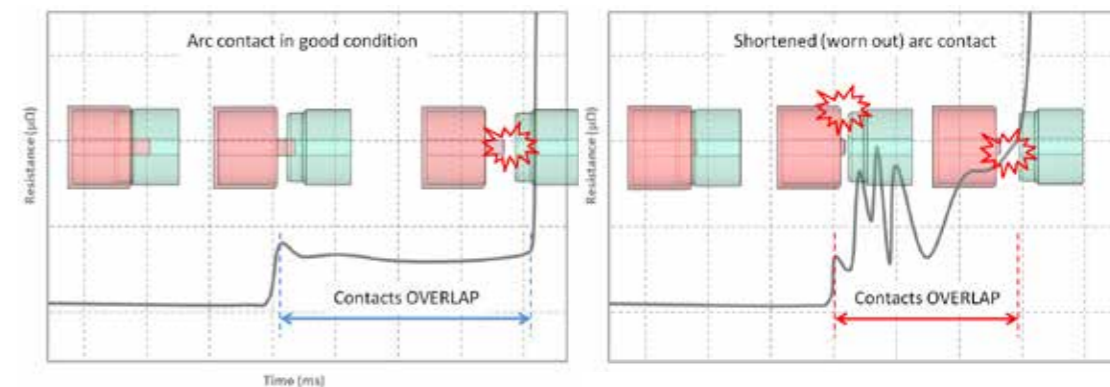 Arc contact in good condition
Resistance (μΩ)
Contacts OVERLAP
Time (ms)
Shortened (worn out) arc contact
Resistance (μΩ)
Contacts OVERLAP